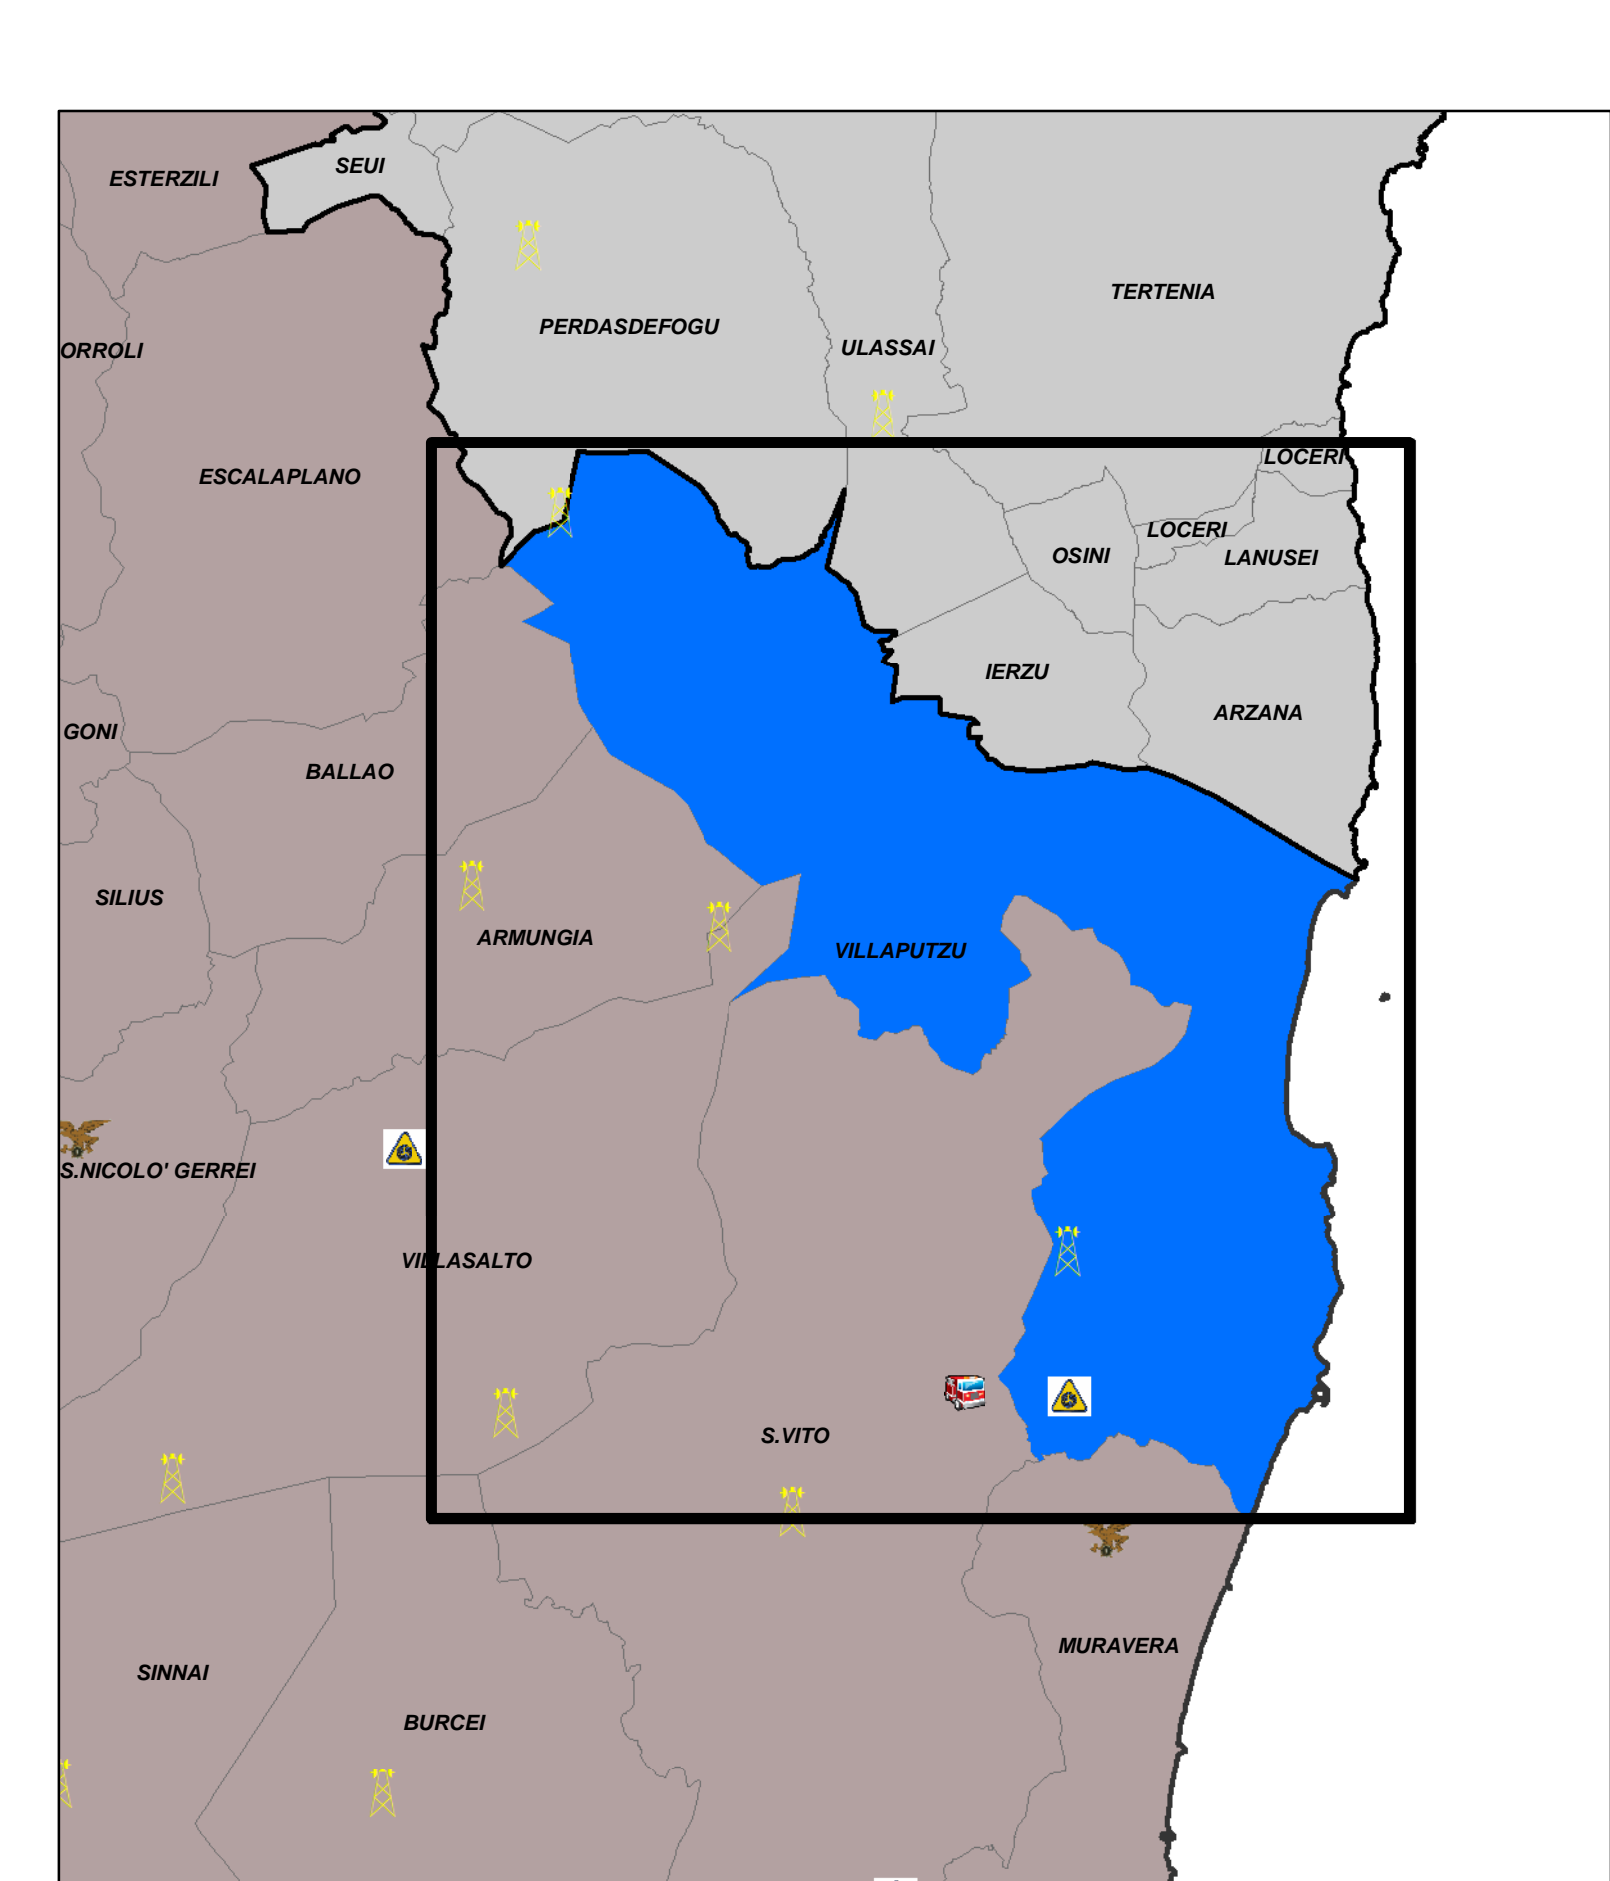 SEUI
ESTERZILI
TERTENIA
PERDASDEFOGU
ULASSAI
ORROLI
LOCERI
ESCALAPLANO
LOCERI
OSINI
LANUSEI
IERZU
ARZANA
GONI
BALLAO
SILIUS
ARMUNGIA
VILLAPUTZU
S.NICOLO' GERREI
VILLASALTO
S.VITO
MURAVERA
SINNAI
BURCEI